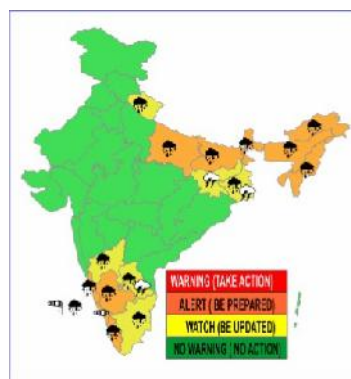 WARNING (TAKE ACTION)
ALERT ( BE PREPARED)
WATCH (BE UPDATED)
NO WARNING ( NO ACTION)